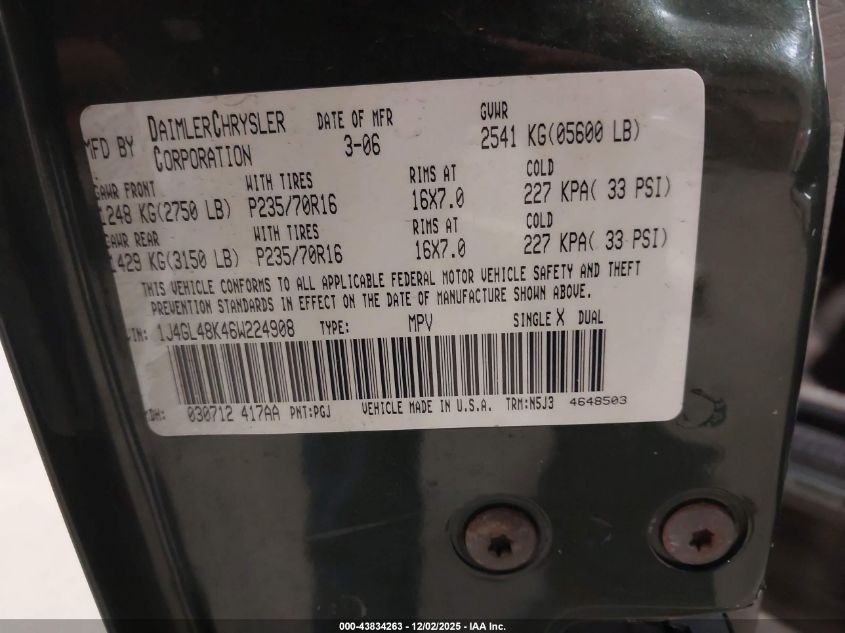 MFD BY DAIMLERCHRYSLER CORPORATION DATE OF MFR 3-06 GVWR 2541 KG(05600 LB)
GAWR FRONT WITH TIRES RIMS AT COLD
1248 KG(2750 LB) P235/70R16 16X7.0 227 KPA( 33 PSI)
GAWR REAR WITH TIRES RIMS AT COLD
1429 KG(3150 LB) P235/70R16 16X7.0 227 KPA( 33 PSI)
THIS VEHICLE CONFORMS TO ALL APPLICABLE FEDERAL MOTOR VEHICLE SAFETY AND THEFT
PREVENTION STANDARDS IN EFFECT ON THE DATE OF MANUFACTURE SHOWN ABOVE.
VIN: 1J4GL48K46W224908 TYPE: MPV SINGLE X DUAL
MDH: 030712 417AA PNT:PGJ VEHICLE MADE IN U.S.A. TRM:N5J3 4648503
000-43834263 - 12/02/2025 - IAA Inc.